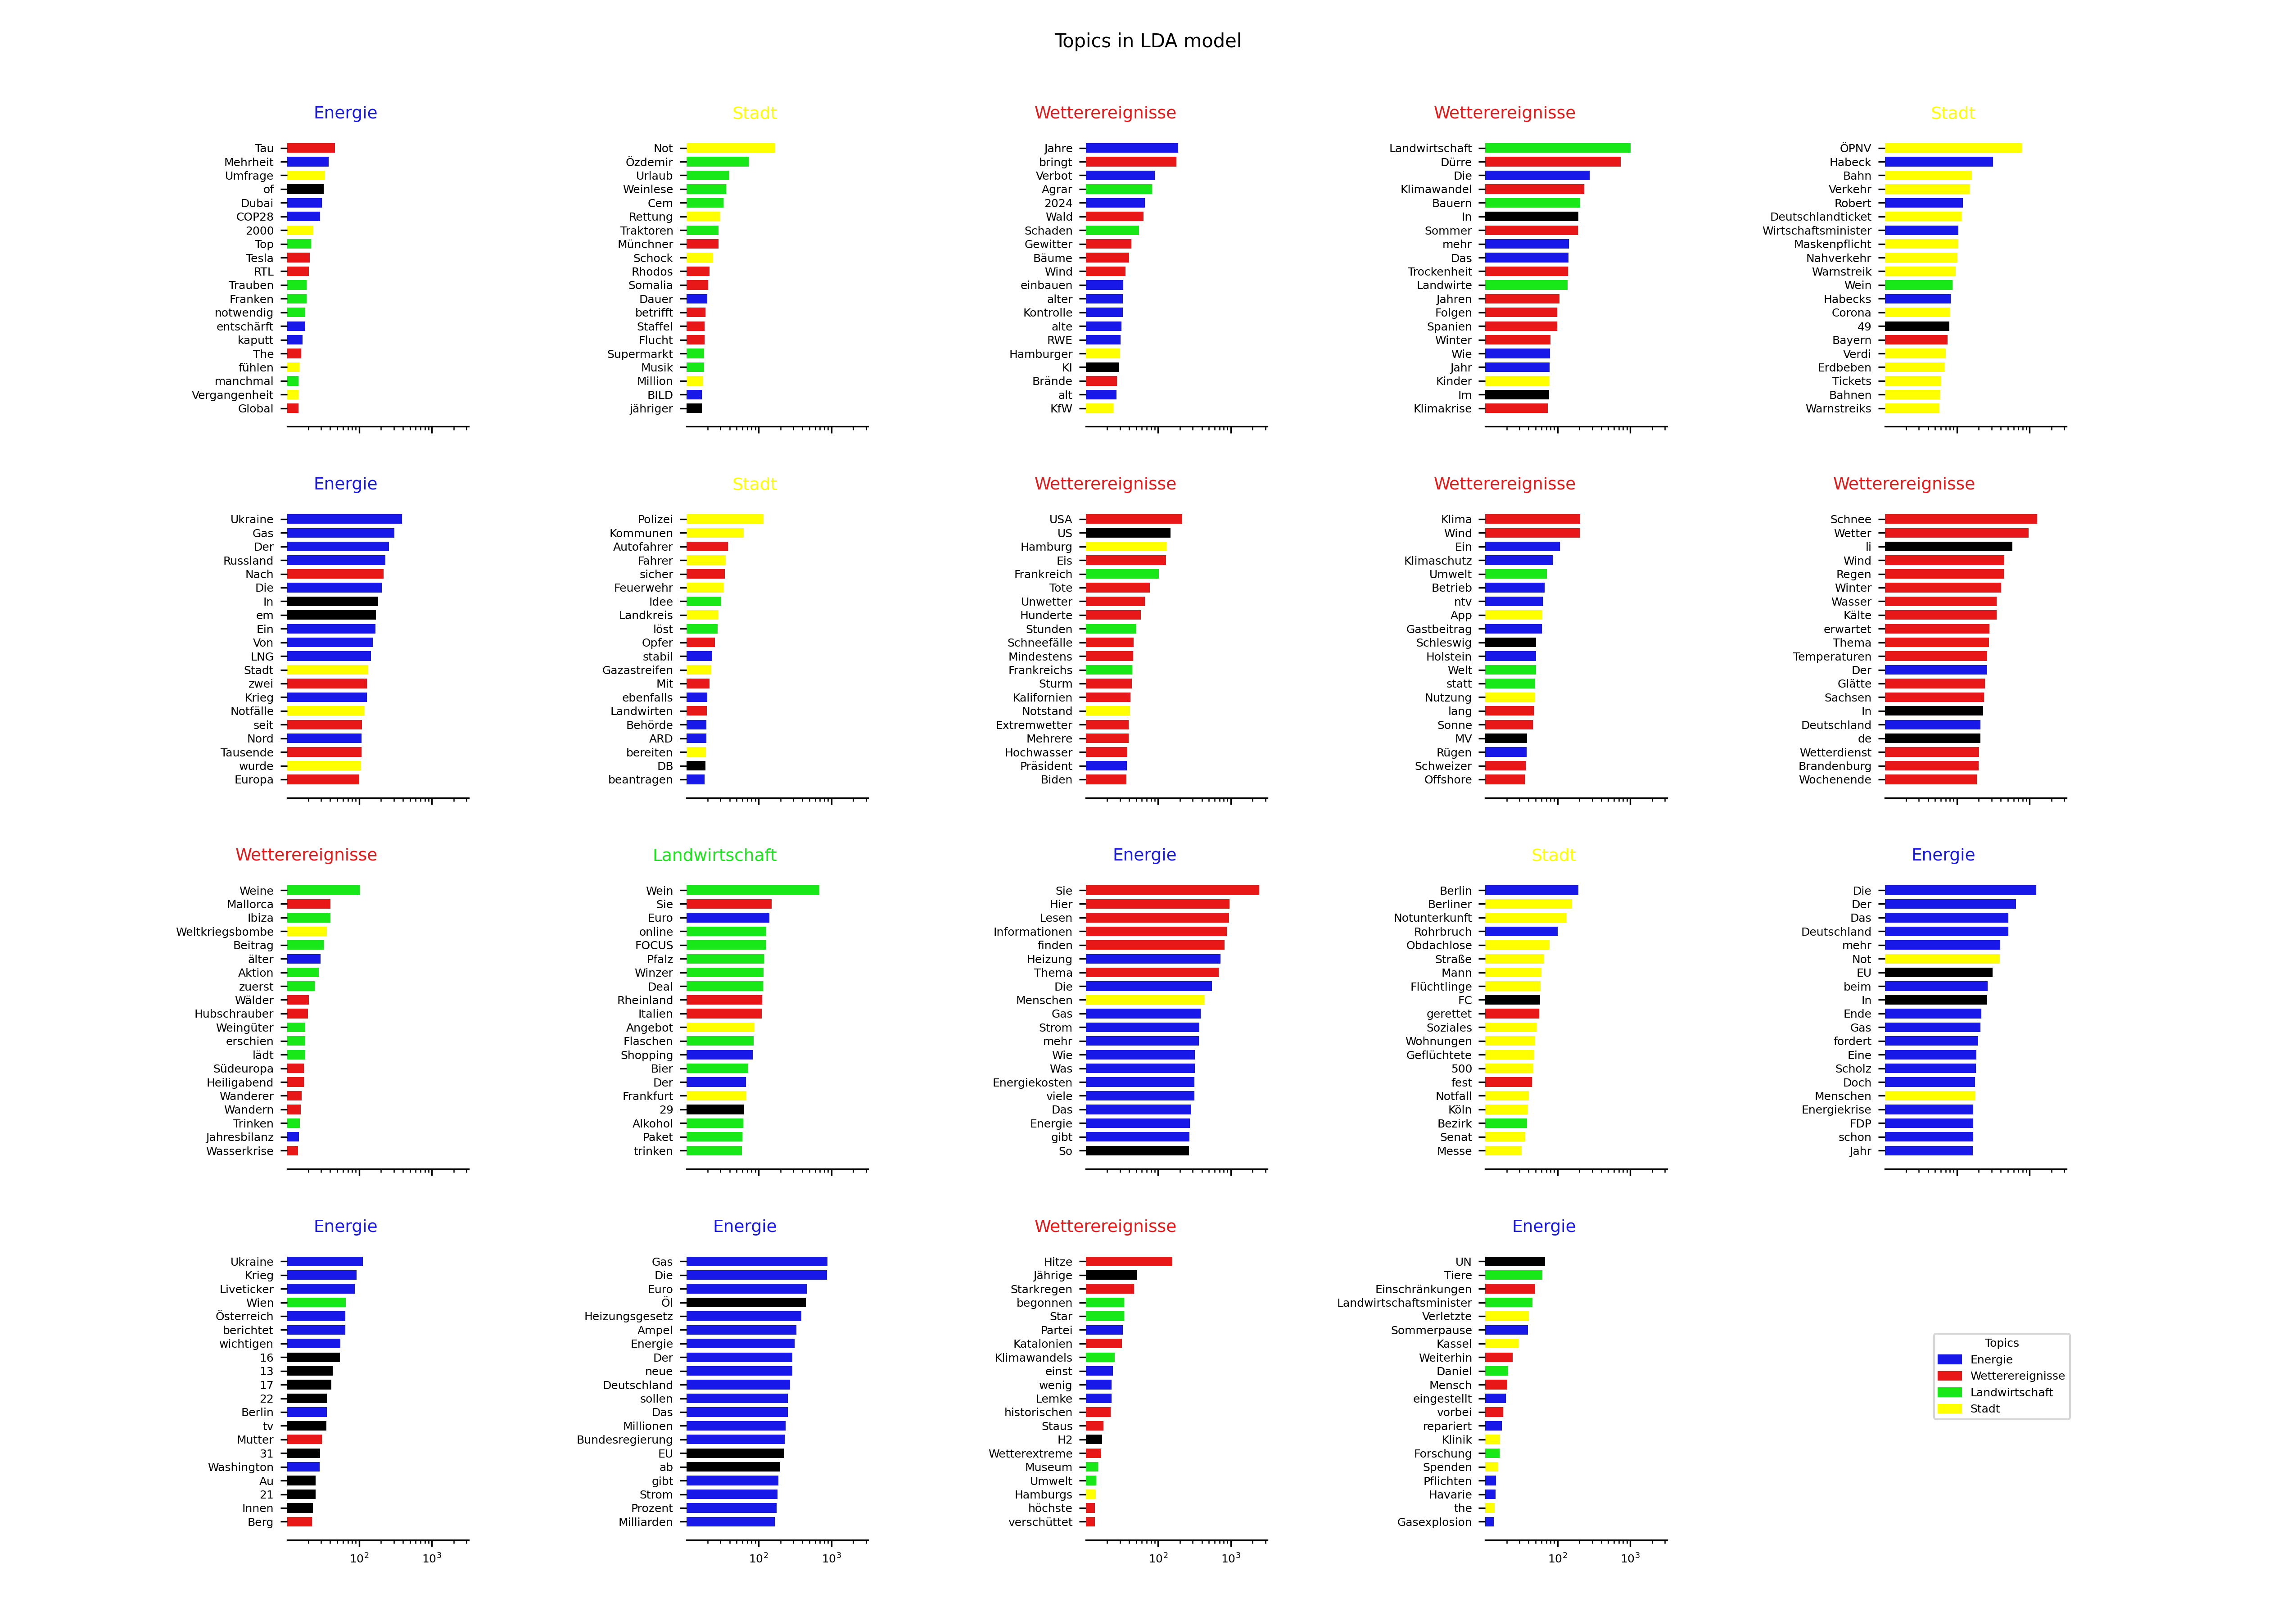 Topics in LDA model
Energie
Tau
Mehrheit
Umfrage
of
Dubai
COP28
2000
Top
Tesla
RTL
Trauben
Franken
notwendig
entschärft
kaputt
The
fühlen
manchmal
Vergangenheit
Global
Stadt
Not
Özdemir
Urlaub
Weinlese
Cem
Rettung
Traktoren
Münchner
Schock
Rhodos
Somalia
Dauer
betrifft
Staffel
Flucht
Supermarkt
Musik
Million
BILD
jähriger
Wetterereignisse
Jahre
bringt
Verbot
Agrar
2024
Wald
Schaden
Gewitter
Bäume
Wind
einbauen
alter
Kontrolle
alte
RWE
Hamburger
KI
Brände
alt
KfW
Wetterereignisse
Landwirtschaft
Dürre
Die
Klimawandel
Bauern
In
Sommer
mehr
Das
Trockenheit
Landwirte
Jahren
Folgen
Spanien
Winter
Wie
Jahr
Kinder
Im
Klimakrise
Stadt
ÖPNV
Habeck
Bahn
Verkehr
Robert
Deutschlandticket
Wirtschaftsminister
Maskenpflicht
Nahverkehr
Warnstreik
Wein
Habecks
Corona
49
Bayern
Verdi
Erdbeben
Tickets
Bahnen
Warnstreiks
Energie
Ukraine
Gas
Der
Russland
Nach
Die
In
em
Ein
Von
LNG
Stadt
zwei
Krieg
Notfälle
seit
Nord
Tausende
wurde
Europa
Stadt
Polizei
Kommunen
Autofahrer
Fahrer
sicher
Feuerwehr
Idee
Landkreis
löst
Opfer
stabil
Gazastreifen
Mit
ebenfalls
Landwirten
Behörde
ARD
bereiten
DB
beantragen
Wetterereignisse
USA
US
Hamburg
Eis
Frankreich
Tote
Unwetter
Hunderte
Stunden
Schneefälle
Mindestens
Frankreichs
Sturm
Kalifornien
Notstand
Extremwetter
Mehrere
Hochwasser
Präsident
Biden
Wetterereignisse
Klima
Wind
Ein
Klimaschutz
Umwelt
Betrieb
ntv
App
Gastbeitrag
Schleswig
Holstein
Welt
statt
Nutzung
lang
Sonne
MV
Rügen
Schweizer
Offshore
Wetterereignisse
Schnee
Wetter
li
Wind
Regen
Winter
Wasser
Kälte
erwartet
Thema
Temperaturen
Der
Glätte
Sachsen
In
Deutschland
de
Wetterdienst
Brandenburg
Wochenende
Wetterereignisse
Weine
Mallorca
Ibiza
Weltkriegsbombe
Beitrag
älter
Aktion
zuerst
Wälder
Hubschrauber
Weingüter
erschien
lädt
Südeuropa
Heiligabend
Wanderer
Wandern
Trinken
Jahresbilanz
Wasserkrise
Landwirtschaft
Wein
Sie
Euro
online
FOCUS
Pfalz
Winzer
Deal
Rheinland
Italien
Angebot
Flaschen
Shopping
Bier
Der
Frankfurt
29
Alkohol
Paket
trinken
Energie
Sie
Hier
Lesen
Informationen
finden
Heizung
Thema
Die
Menschen
Gas
Strom
mehr
Wie
Was
Energiekosten
viele
Das
Energie
gibt
So
Stadt
Berlin
Berliner
Notunterkunft
Rohrbruch
Obdachlose
Straße
Mann
Flüchtlinge
FC
gerettet
Soziales
Wohnungen
Geflüchtete
500
fest
Notfall
Köln
Bezirk
Senat
Messe
Energie
Die
Der
Das
Deutschland
mehr
Not
EU
beim
In
Ende
Gas
fordert
Eine
Scholz
Doch
Menschen
Energiekrise
FDP
schon
Jahr
Energie
Ukraine
Krieg
Liveticker
Wien
Österreich
berichtet
wichtigen
16
13
17
22
Berlin
tv
Mutter
31
Washington
Au
21
Innen
Berg
10² 10³
Energie
Gas
Die
Euro
Öl
Heizungsgesetz
Ampel
Energie
Der
neue
Deutschland
sollen
Das
Millionen
Bundesregierung
EU
ab
gibt
Strom
Prozent
Milliarden
10² 10³
Wetterereignisse
Hitze
Jährige
Starkregen
begonnen
Star
Partei
Katalonien
Klimawandels
einst
wenig
Lemke
historischen
Staus
H2
Wetterextreme
Museum
Umwelt
Hamburgs
höchste
verschüttet
10² 10³
Energie
UN
Tiere
Einschränkungen
Landwirtschaftsminister
Verletzte
Sommerpause
Kassel
Weiterhin
Daniel
Mensch
eingestellt
vorbei
repariert
Klinik
Forschung
Spenden
Pflichten
Havarie
the
Gasexplosion
10² 10³
Topics
Energie
Wetterereignisse
Landwirtschaft
Stadt